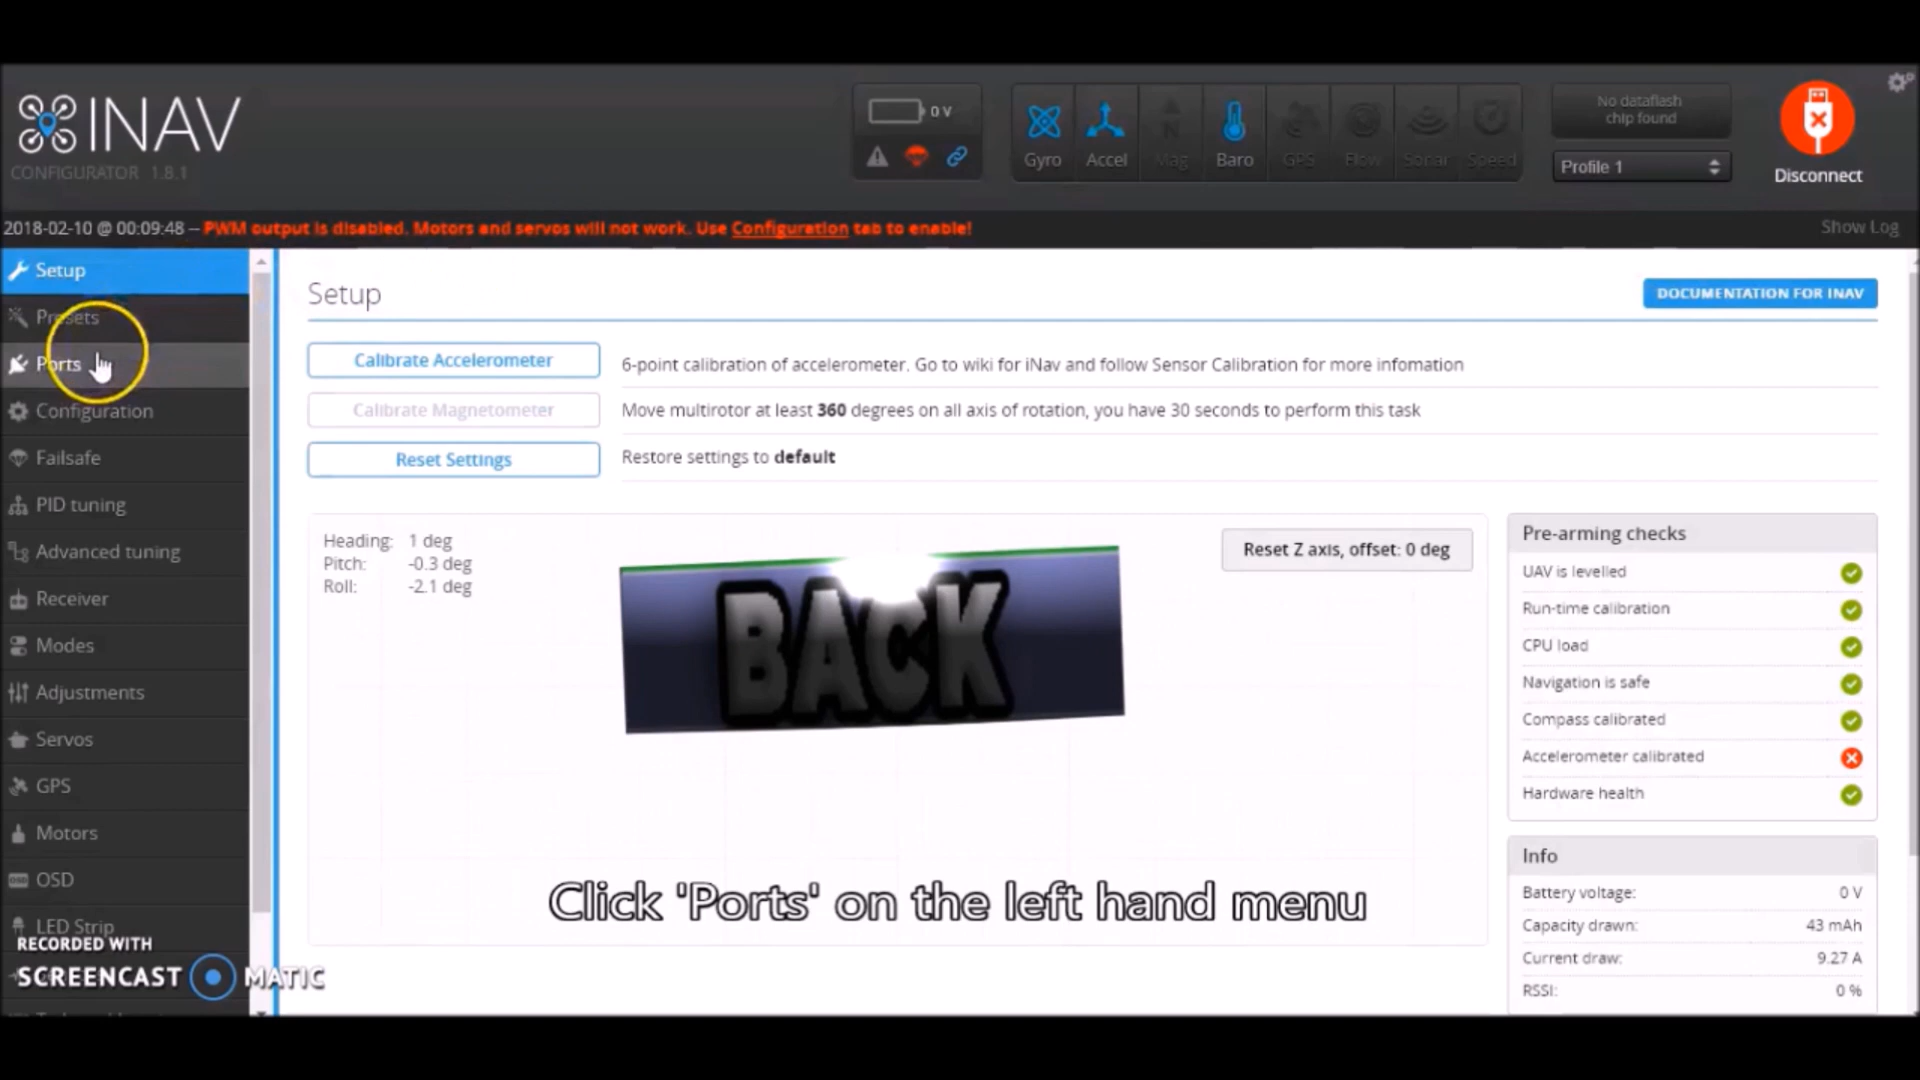 INAV
CONFIGURATOR 1.8.1
0 V
Gyro
Accel
Mag
Baro
GPS
Flow
Sonar
Speed
No dataflash
chip found
Profile 1
Disconnect
2018-02-10 @ 00:09:48 -- PWM output is disabled. Motors and servos will not work. Use Configuration tab to enable!
Show Log
Setup
Presets
Ports
Configuration
Failsafe
PID tuning
Advanced tuning
Receiver
Modes
Adjustments
Servos
GPS
Motors
OSD
LED Strip
Setup
DOCUMENTATION FOR INAV
Calibrate Accelerometer
6-point calibration of accelerometer. Go to wiki for iNav and follow Sensor Calibration for more infomation
Calibrate Magnetometer
Move multirotor at least 360 degrees on all axis of rotation, you have 30 seconds to perform this task
Reset Settings
Restore settings to default
Heading: 1 deg
Pitch: -0.3 deg
Roll: -2.1 deg
BACK
Reset Z axis, offset: 0 deg
Pre-arming checks
UAV is levelled
Run-time calibration
CPU load
Navigation is safe
Compass calibrated
Accelerometer calibrated
Hardware health
Info
Battery voltage: 0 V
Capacity drawn: 43 mAh
Current draw: 9.27 A
RSSI: 0 %
Click 'Ports' on the left hand menu
RECORDED WITH
SCREENCAST MATIC